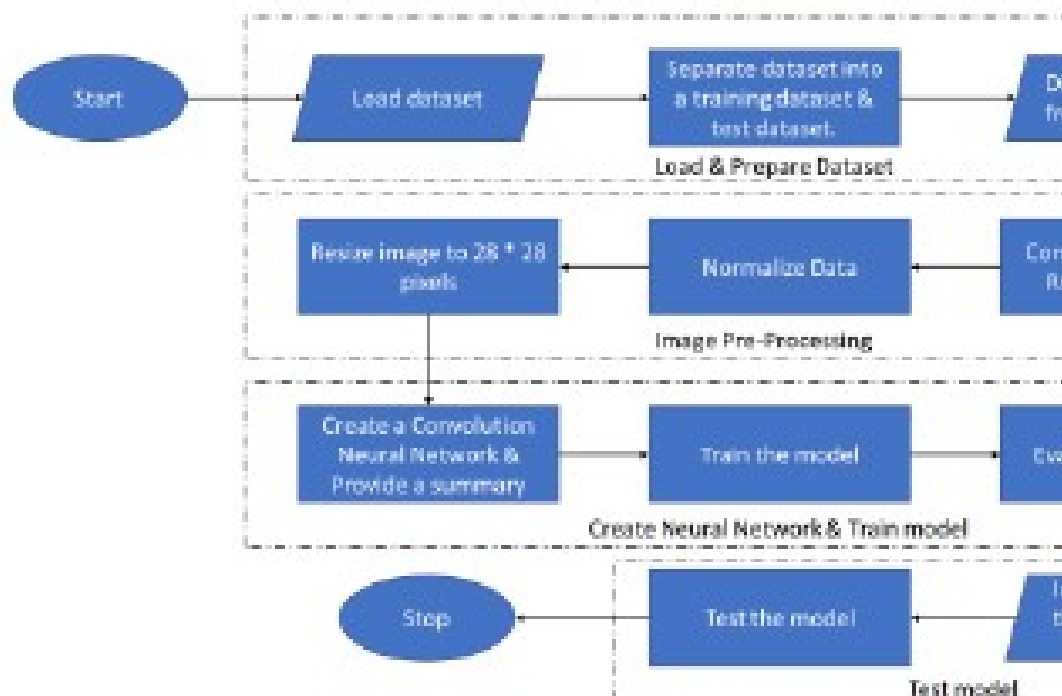 Start
Load dataset
Separate dataset into
a training dataset &
test dataset.
Load & Prepare Dataset
Resize image to 28 * 28
pixels
Normalize Data
Image Pre-Processing
Create a Convolution
Neural Network &
Provide a summary
Train the model
Create Neural Network & Train model
Stop
Test the model
Test model